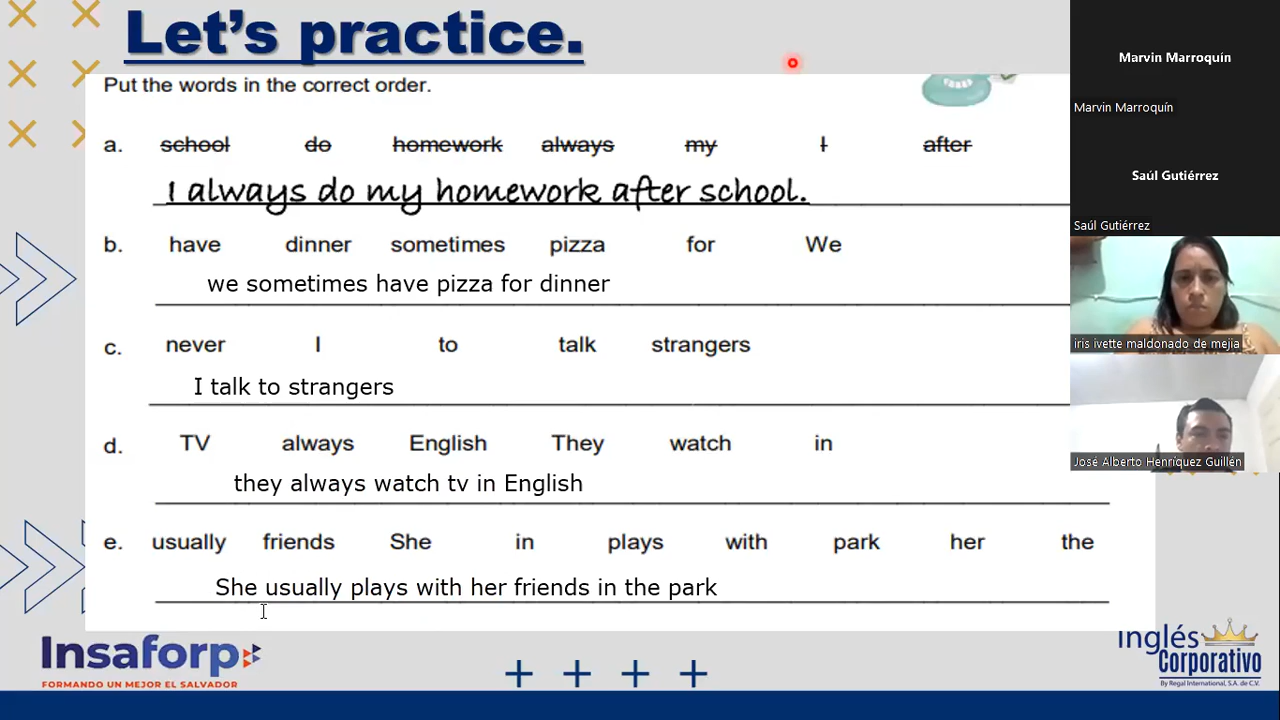 Let's practice.
Put the words in the correct order.
a. school do homework always my I after
I always do my homework after school.
b. have dinner sometimes pizza for We
we sometimes have pizza for dinner
c. never I to talk strangers
I talk to strangers
d. TV always English They watch in
they always watch tv in English
e. usually friends She in plays with park her the
She usually plays with her friends in the park
Insaforp
FORMANDO UN MEJOR EL SALVADOR
Inglés
Corporativo
By Regal International, S.A. de C.V.
Marvin Marroquín
Marvin Marroquín
Saúl Gutiérrez
Saúl Gutiérrez
iris ivette maldonado de mejia
José Alberto Henríquez Guillén